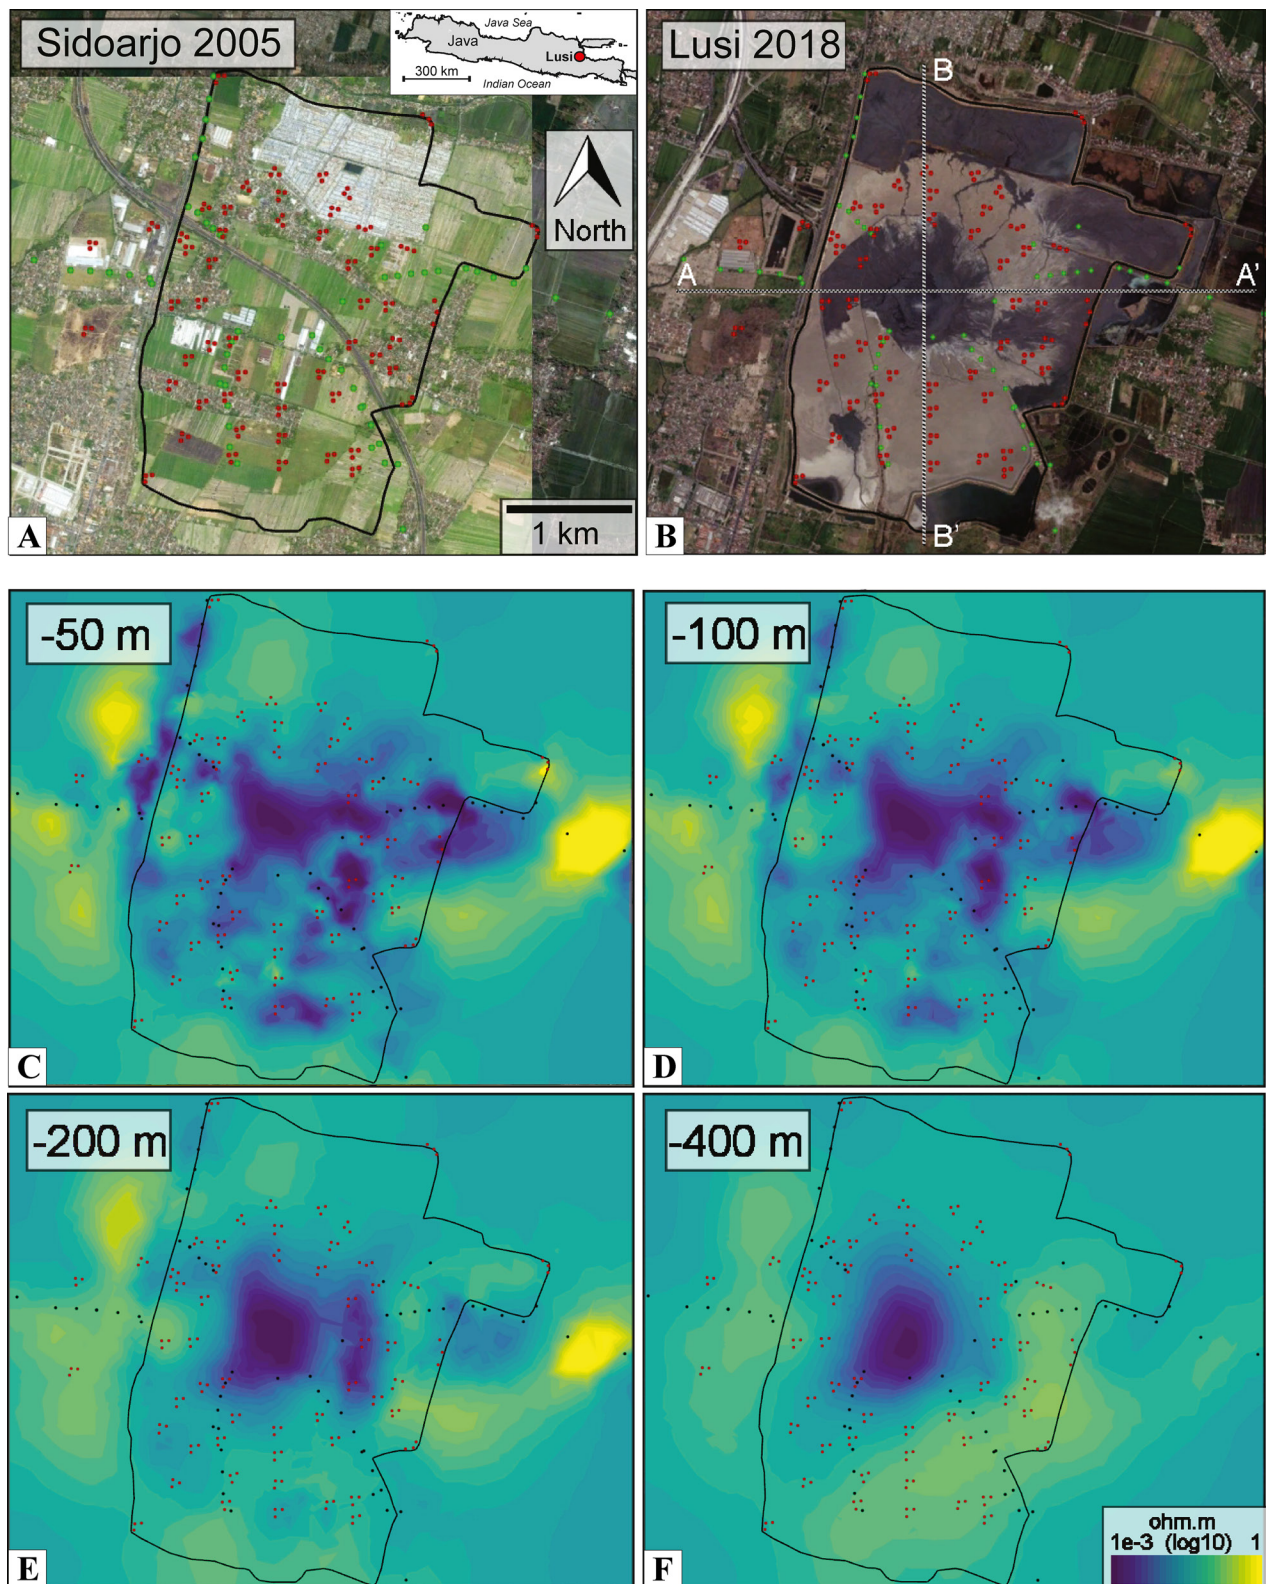 Sidoarjo 2005
Java Sea
Java
Lusi
300 km
Indian Ocean
North
1 km
A
Lusi 2018
B
A
A'
B'
B
-50 m
C
-100 m
D
-200 m
E
-400 m
ohm.m
1e-3 (log10) 1
F